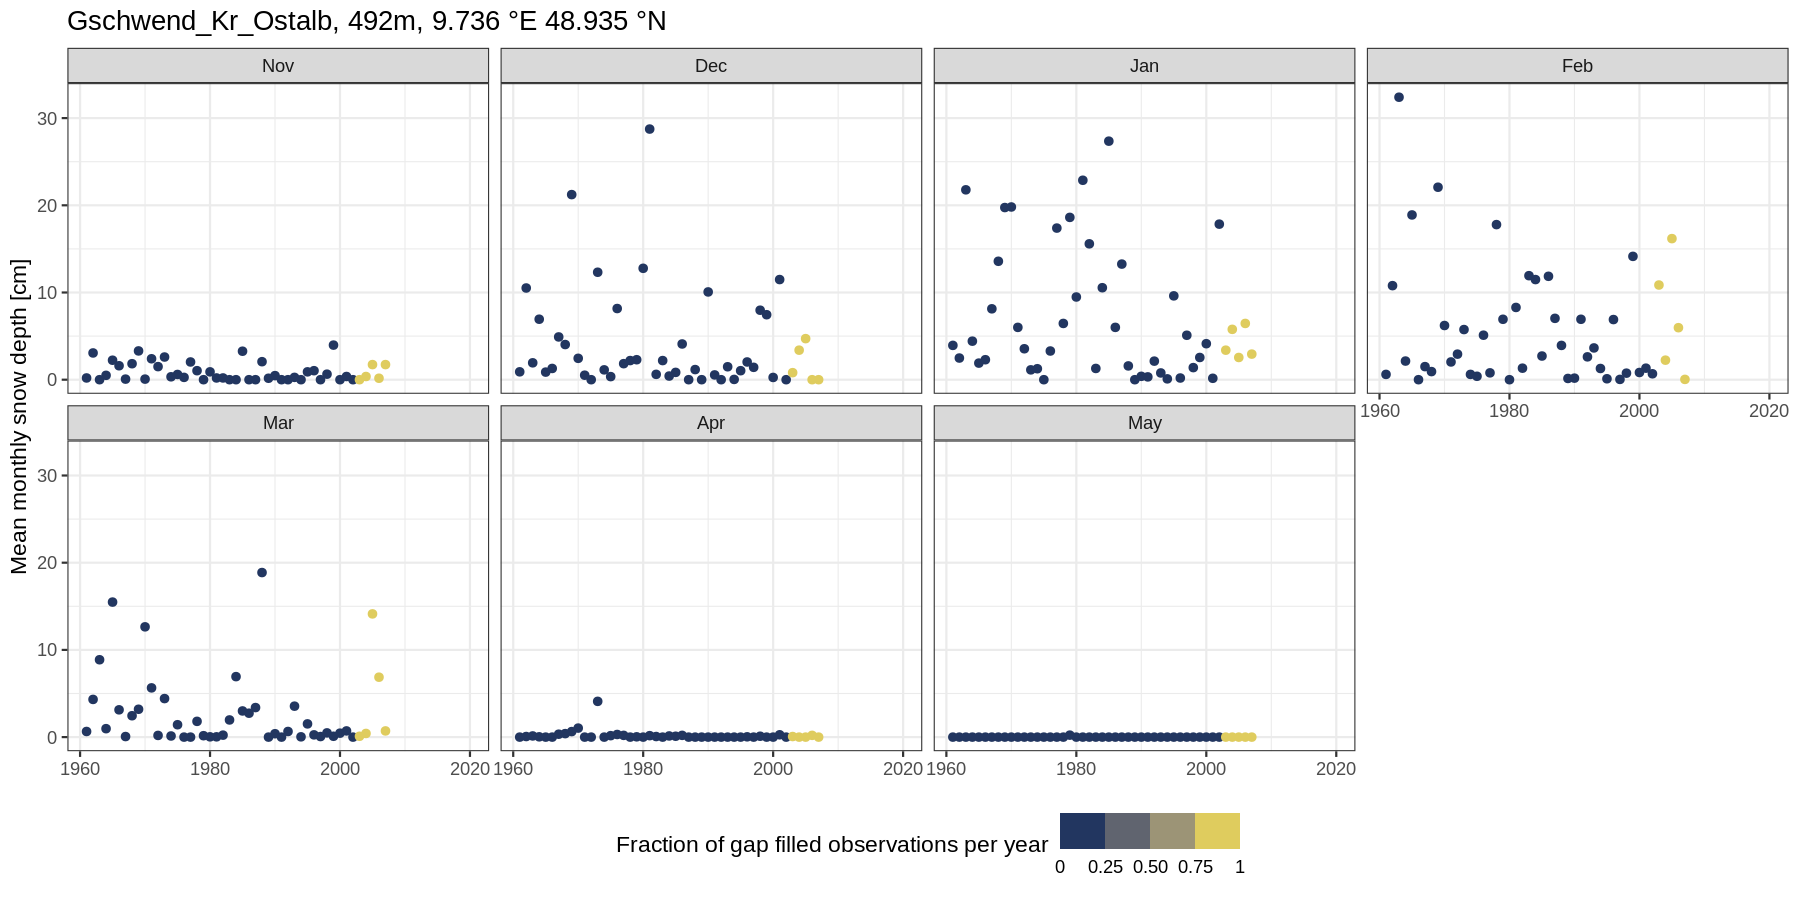 Gschwend_Kr_Ostalb, 492m, 9.736 °E 48.935 °N
Nov Dec Jan Feb
30
20
10
0
1960 1980 2000 2020
Mean monthly snow depth [cm]
Mar Apr May
30
20
10
0
1960 1980 2000 2020 1960 1980 2000 2020 1960 1980 2000 2020
Fraction of gap filled observations per year
0 0.25 0.50 0.75 1